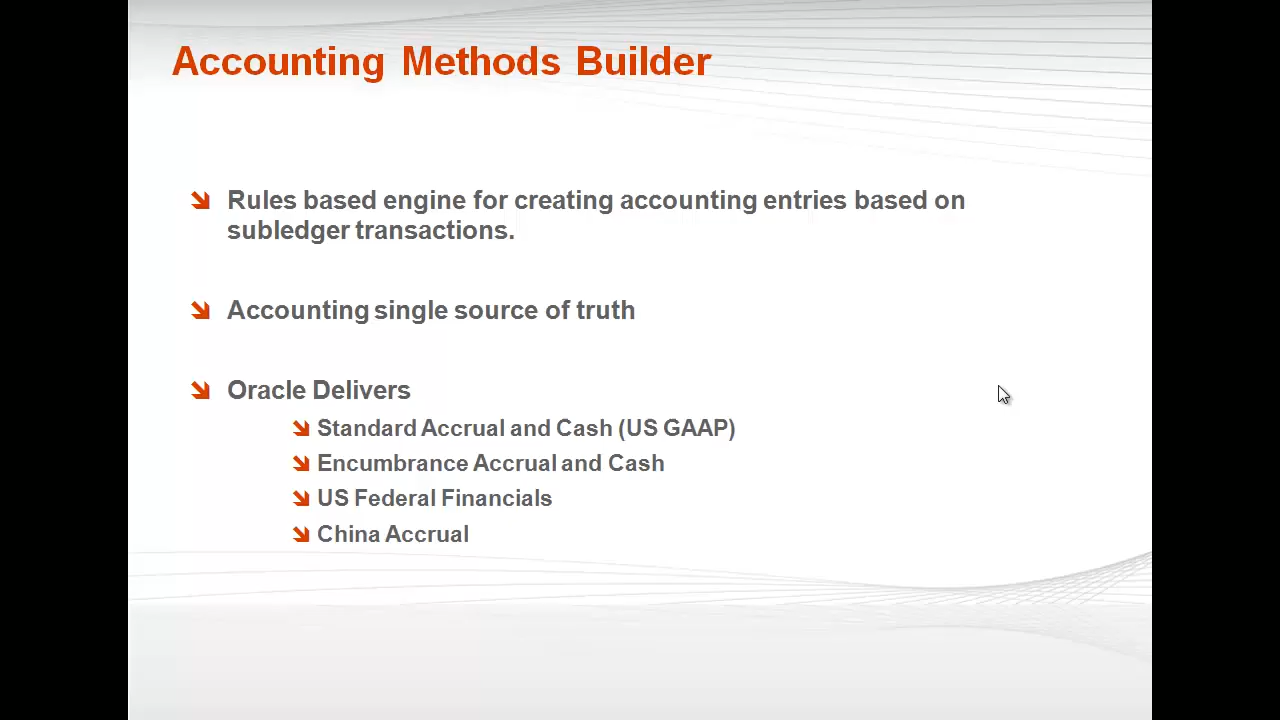 Accounting Methods Builder
Rules based engine for creating accounting entries based on
subledger transactions.
Accounting single source of truth
Oracle Delivers
Standard Accrual and Cash (US GAAP)
Encumbrance Accrual and Cash
US Federal Financials
China Accrual